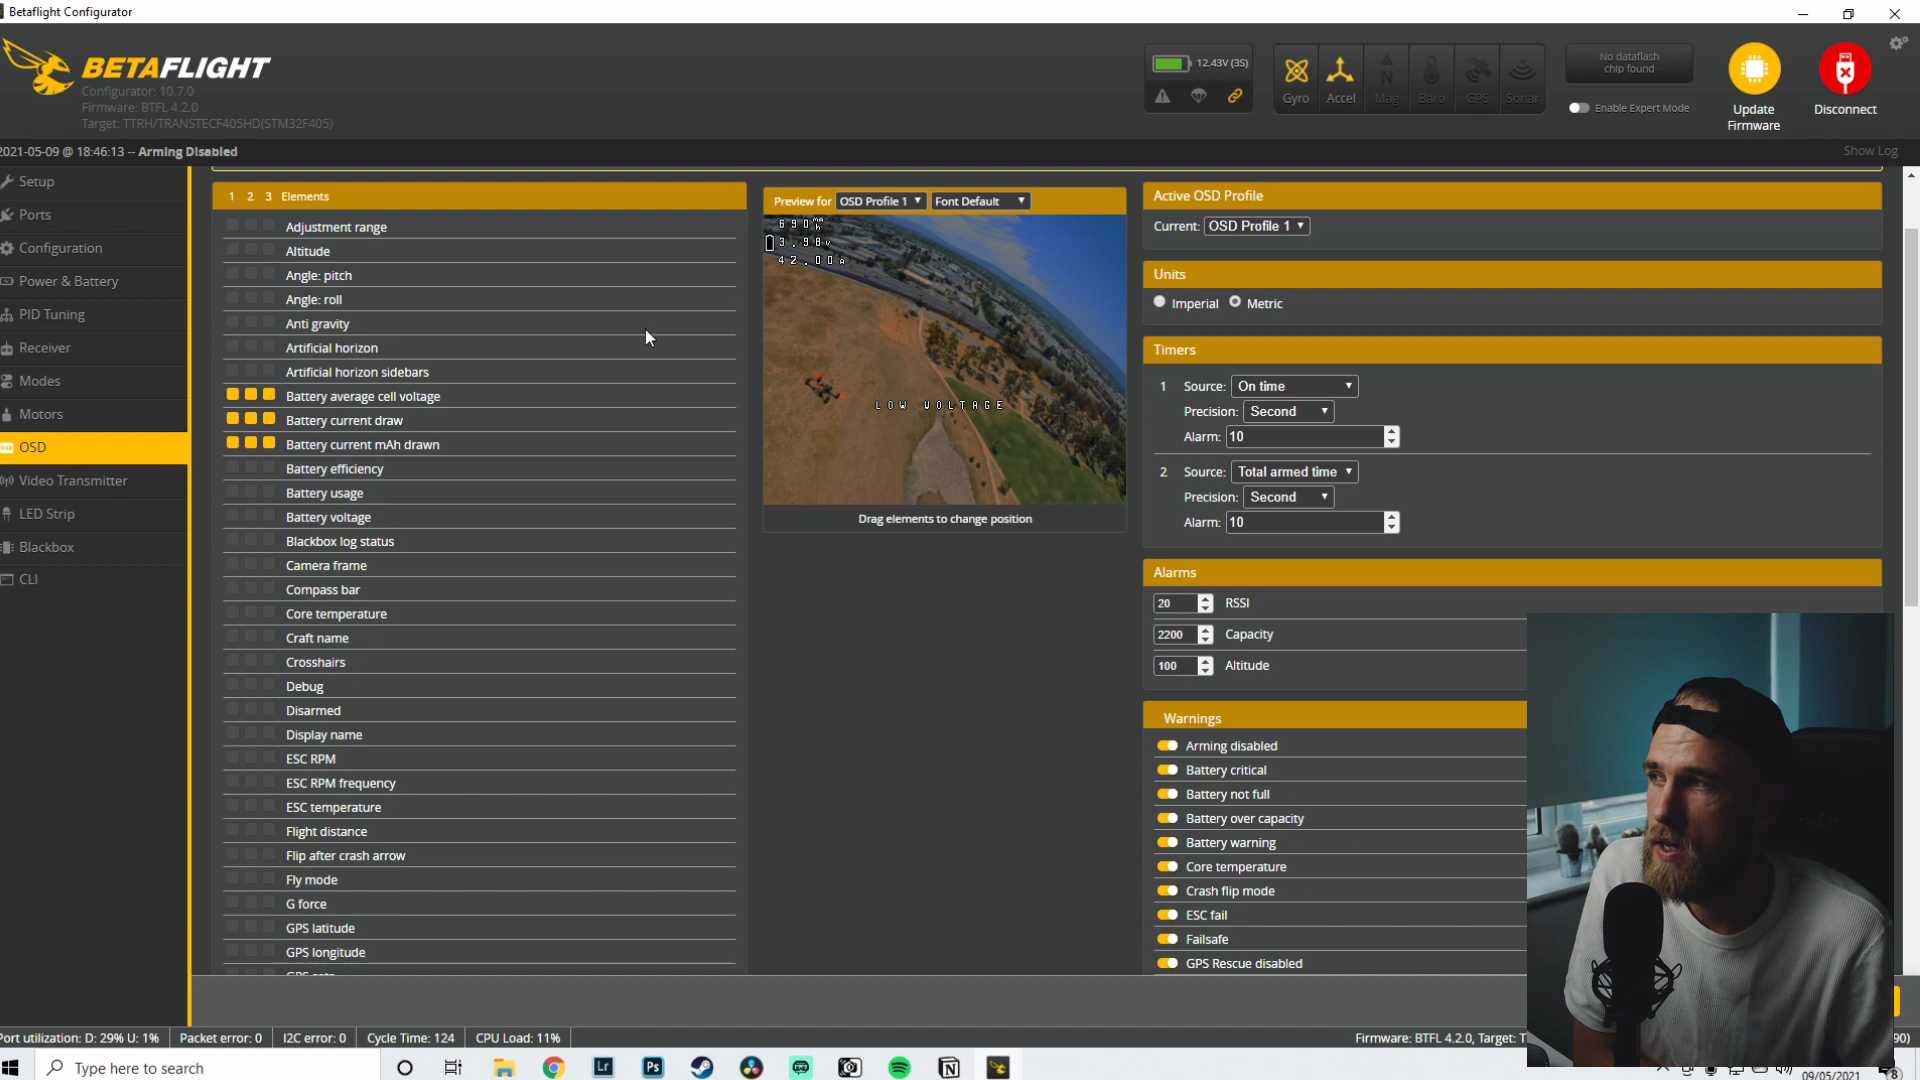 Betaflight Configurator
BETAFLIGHT
Configurator: 10.7.0
Firmware: BTFL 4.2.0
Target: TTRH/TRANSTECF405HD(STM32F405)
12.43V (3S)
Gyro
Accel
Mag
Baro
GPS
Sonar
No dataflash
chip found
Enable Expert Mode
Update
Firmware
Disconnect
2021-05-09 @ 18:46:13 -- Arming Disabled
Show Log
Setup
Ports
Configuration
Power & Battery
PID Tuning
Receiver
Modes
Motors
OSD
Video Transmitter
LED Strip
Blackbox
CLI
1 2 3 Elements
Adjustment range
Altitude
Angle: pitch
Angle: roll
Anti gravity
Artificial horizon
Artificial horizon sidebars
Battery average cell voltage
Battery current draw
Battery current mAh drawn
Battery efficiency
Battery usage
Battery voltage
Blackbox log status
Camera frame
Compass bar
Core temperature
Craft name
Crosshairs
Debug
Disarmed
Display name
ESC RPM
ESC RPM frequency
ESC temperature
Flight distance
Flip after crash arrow
Fly mode
G force
GPS latitude
GPS longitude
Preview for OSD Profile 1 Font Default
690mAh
3.98v
42.00A
LOW VOLTAGE
Drag elements to change position
Active OSD Profile
Current: OSD Profile 1
Units
Imperial Metric
Timers
1 Source: On time
Precision: Second
Alarm: 10
2 Source: Total armed time
Precision: Second
Alarm: 10
Alarms
20 RSSI
2200 Capacity
100 Altitude
Warnings
Arming disabled
Battery critical
Battery not full
Battery over capacity
Battery warning
Core temperature
Crash flip mode
ESC fail
Failsafe
GPS Rescue disabled
Port utilization: D: 29% U: 1%
Packet error: 0
I2C error: 0
Cycle Time: 124
CPU Load: 11%
Firmware: BTFL 4.2.0, Target: T
90)
Type here to search
Lr
Ps
N
09/05/2021
8